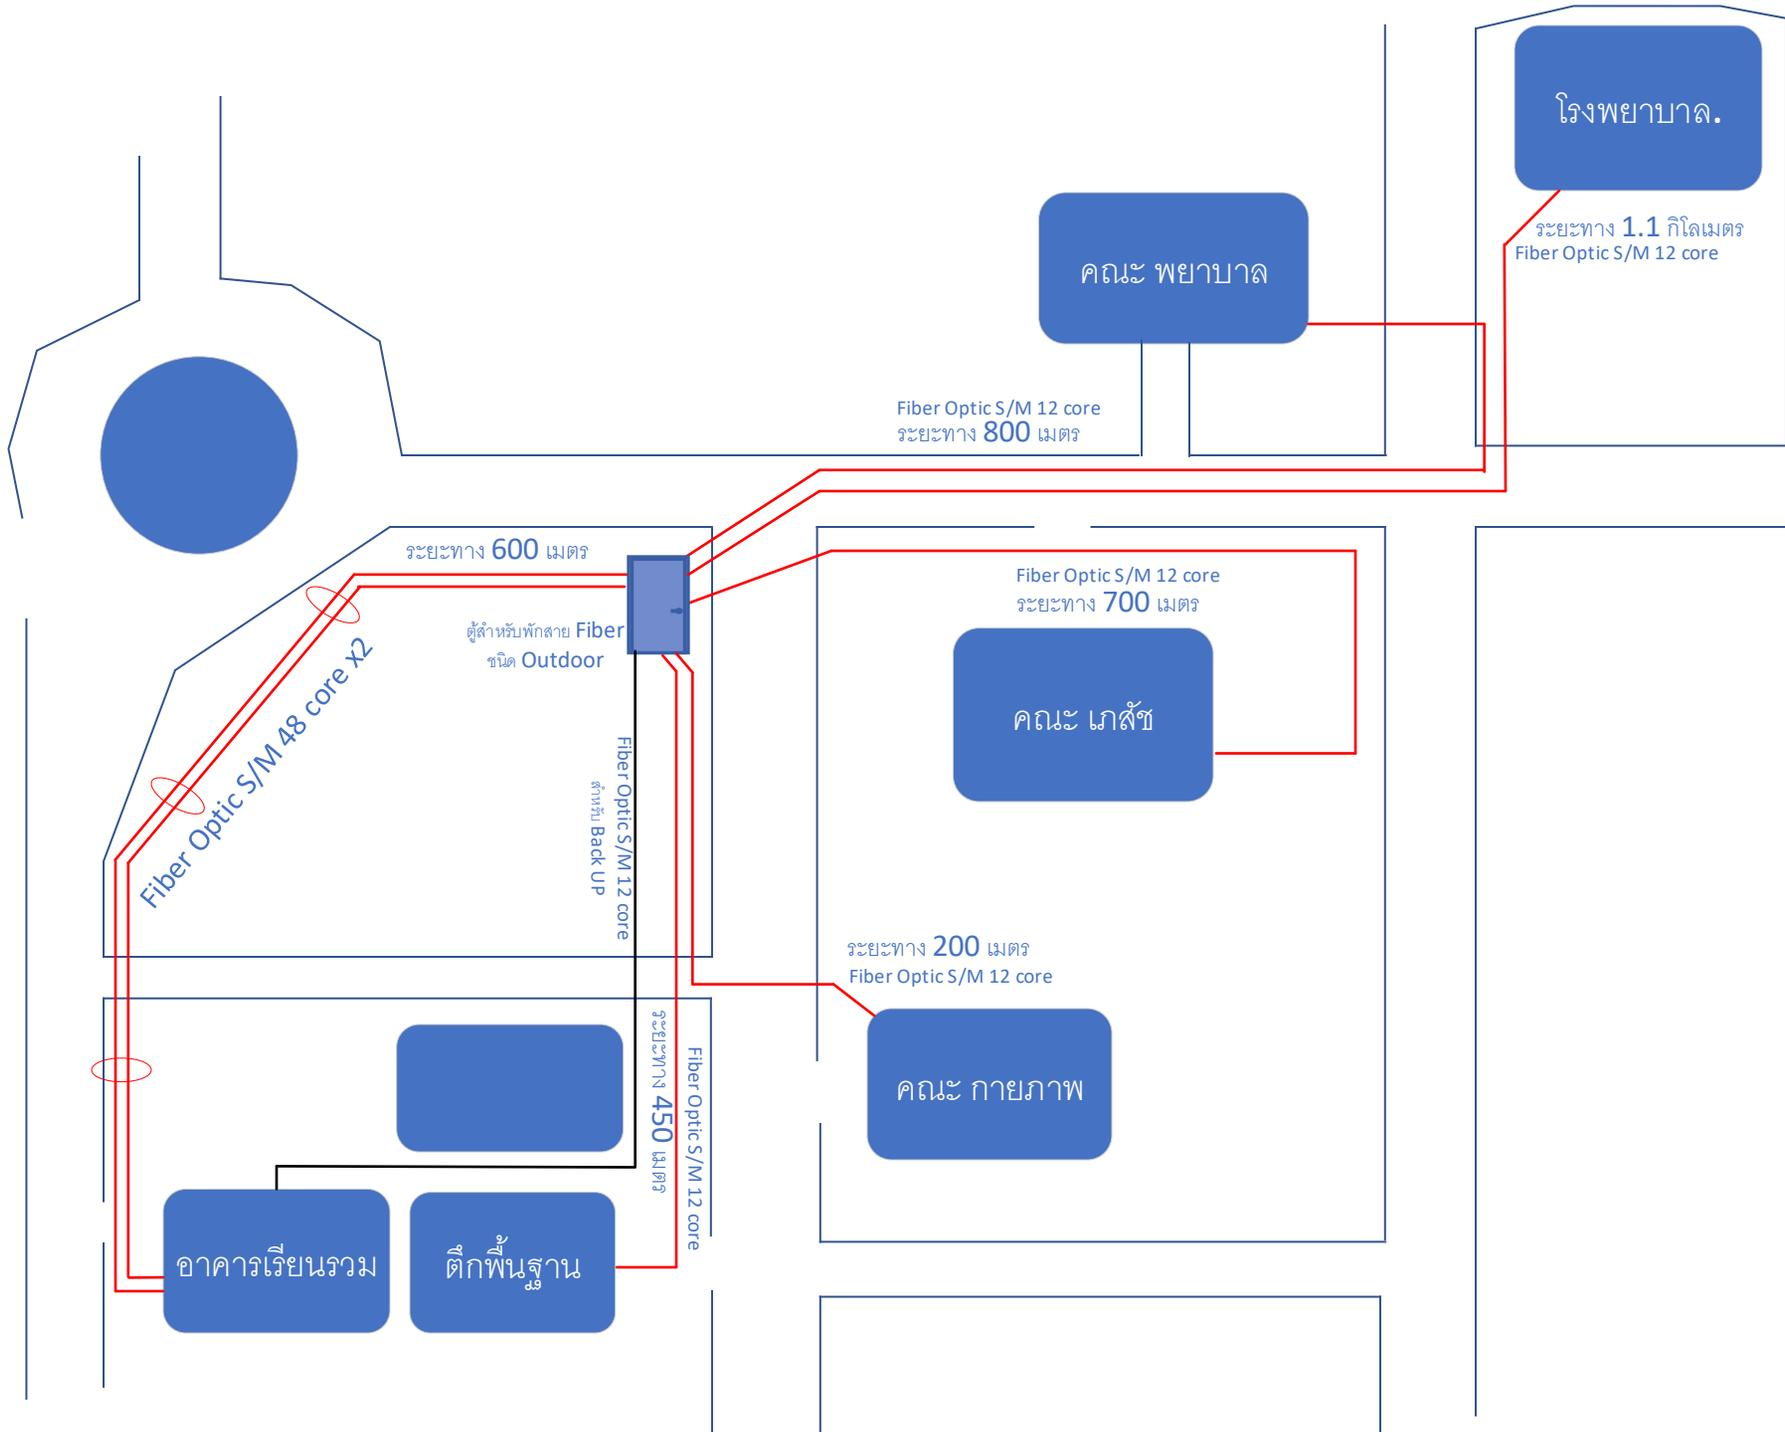 โรงพยาบาล.
ระยะทาง 1.1 กิโลเมตร
Fiber Optic S/M 12 core
คณะ พยาบาล
Fiber Optic S/M 12 core
ระยะทาง 800 เมตร
ระยะทาง 600 เมตร
ตู้สำหรับพักสาย Fiber
ชนิด Outdoor
Fiber Optic S/M 48 core x2
Fiber Optic S/M 12 core
ระยะทาง 700 เมตร
คณะ เภสัช
Fiber Optic S/M 12 core
สำหรับ Back UP
ระยะทาง 200 เมตร
Fiber Optic S/M 12 core
คณะ กายภาพ
Fiber Optic S/M 12 core
ระยะทาง 450 เมตร
อาคารเรียนรวม
ตึกพื้นฐาน